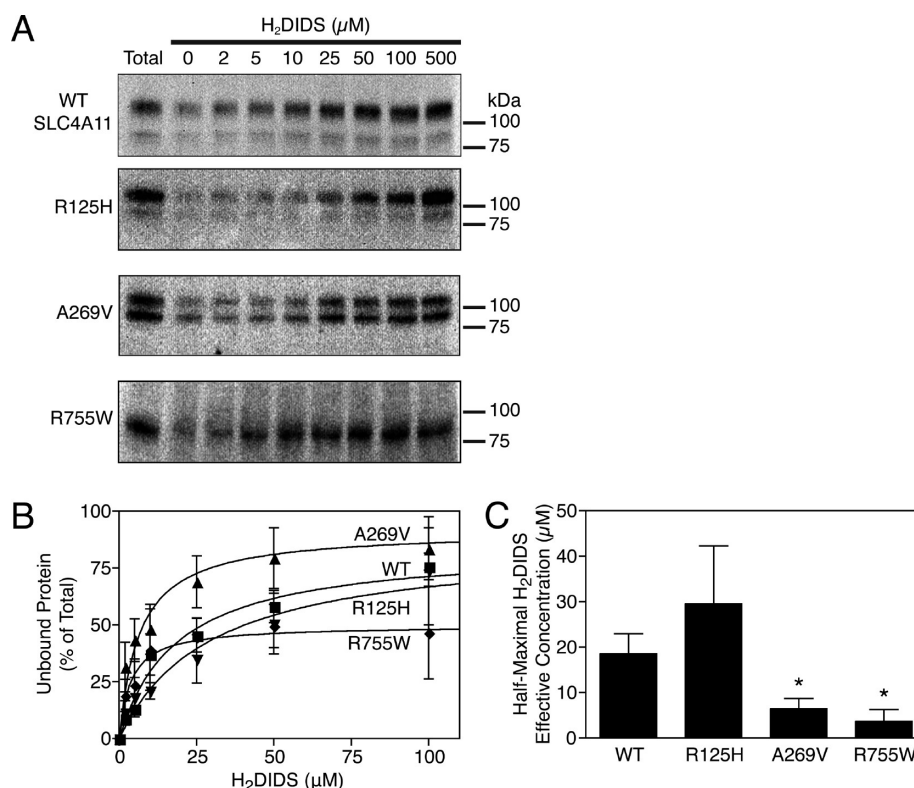 A
H₂DIDS (µM)
Total 0 2 5 10 25 50 100 500
WT
SLC4A11
kDa
100
75
R125H
100
75
A269V
100
75
R755W
100
75
B
Unbound Protein
(% of Total)
100
75
50
25
0
A269V
WT
R125H
R755W
0 25 50 75 100
H₂DIDS (µM)
C
Half-Maximal H₂DIDS
Effective Concentration (µM)
50
40
30
20
10
0
* *
WT R125H A269V R755W